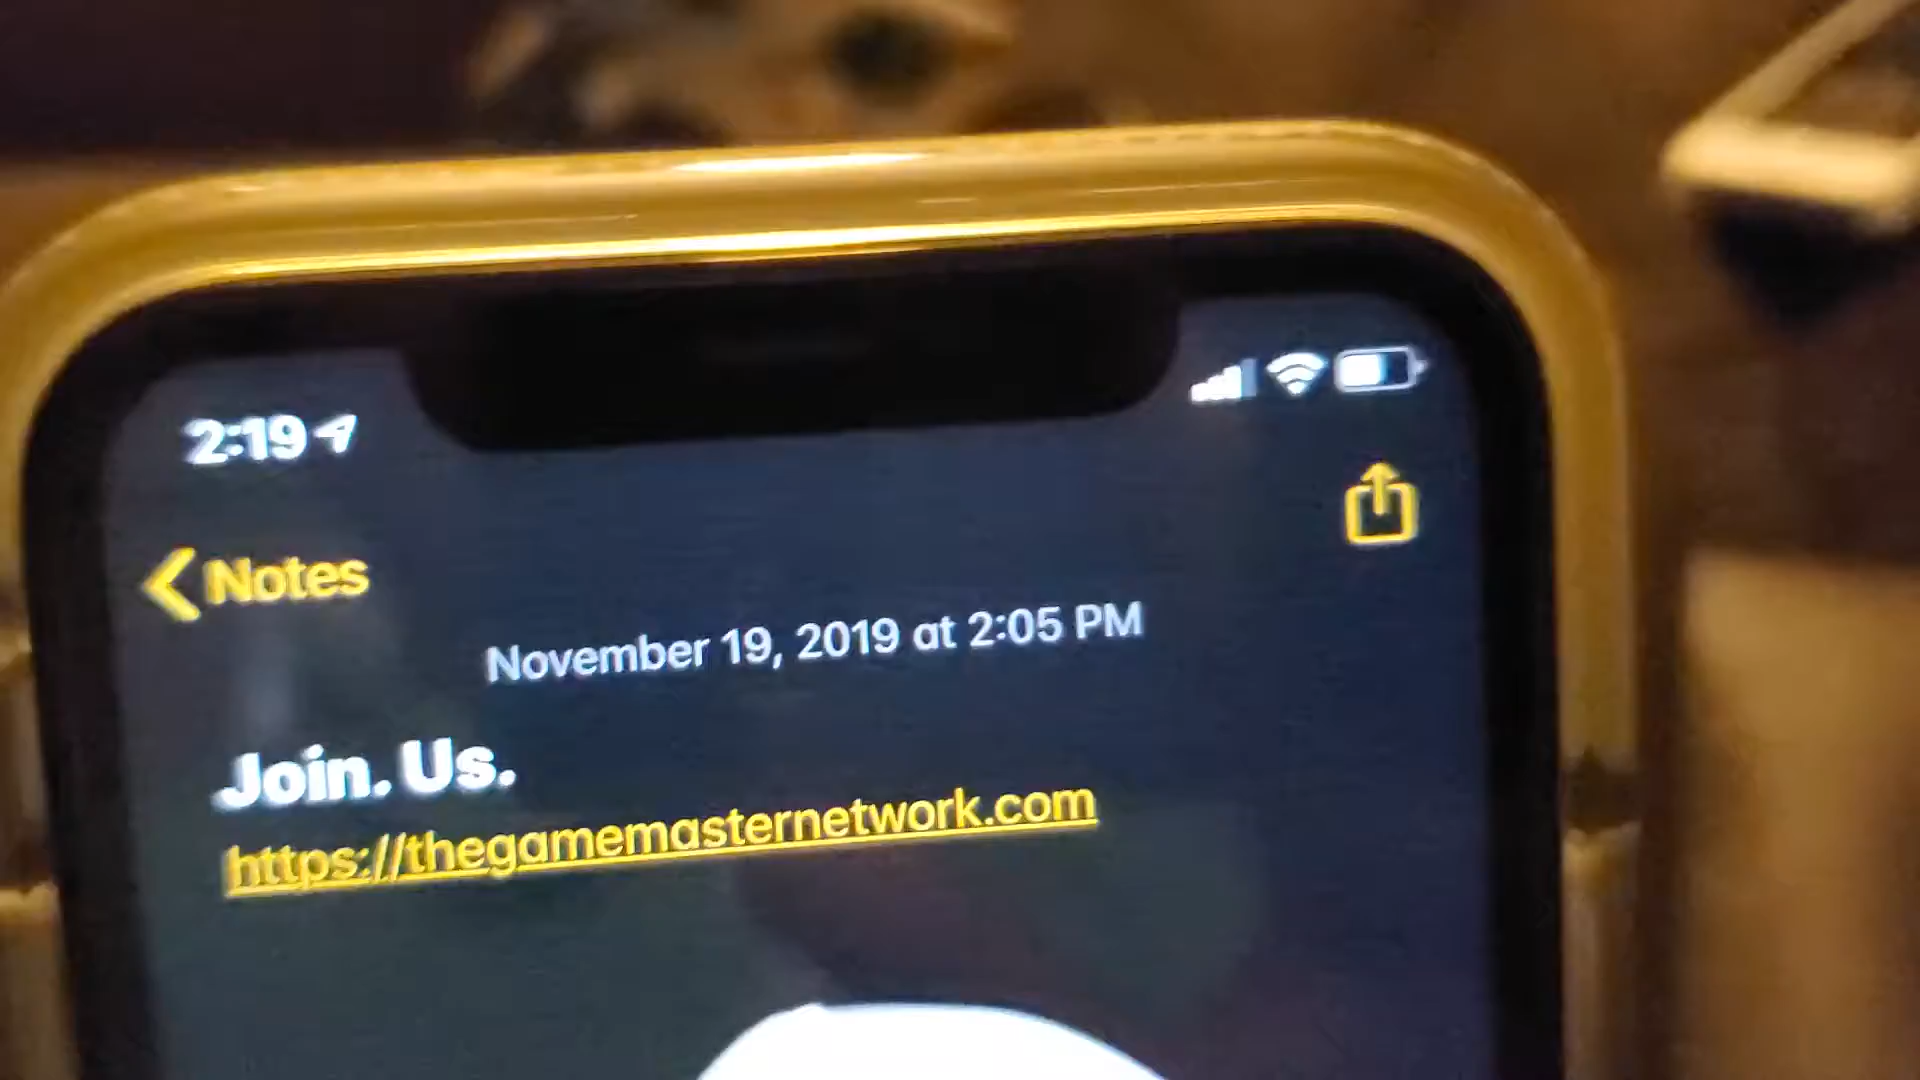 2:19
Notes
November 19, 2019 at 2:05 PM
Join. Us.
https://thegamemasternetwork.com